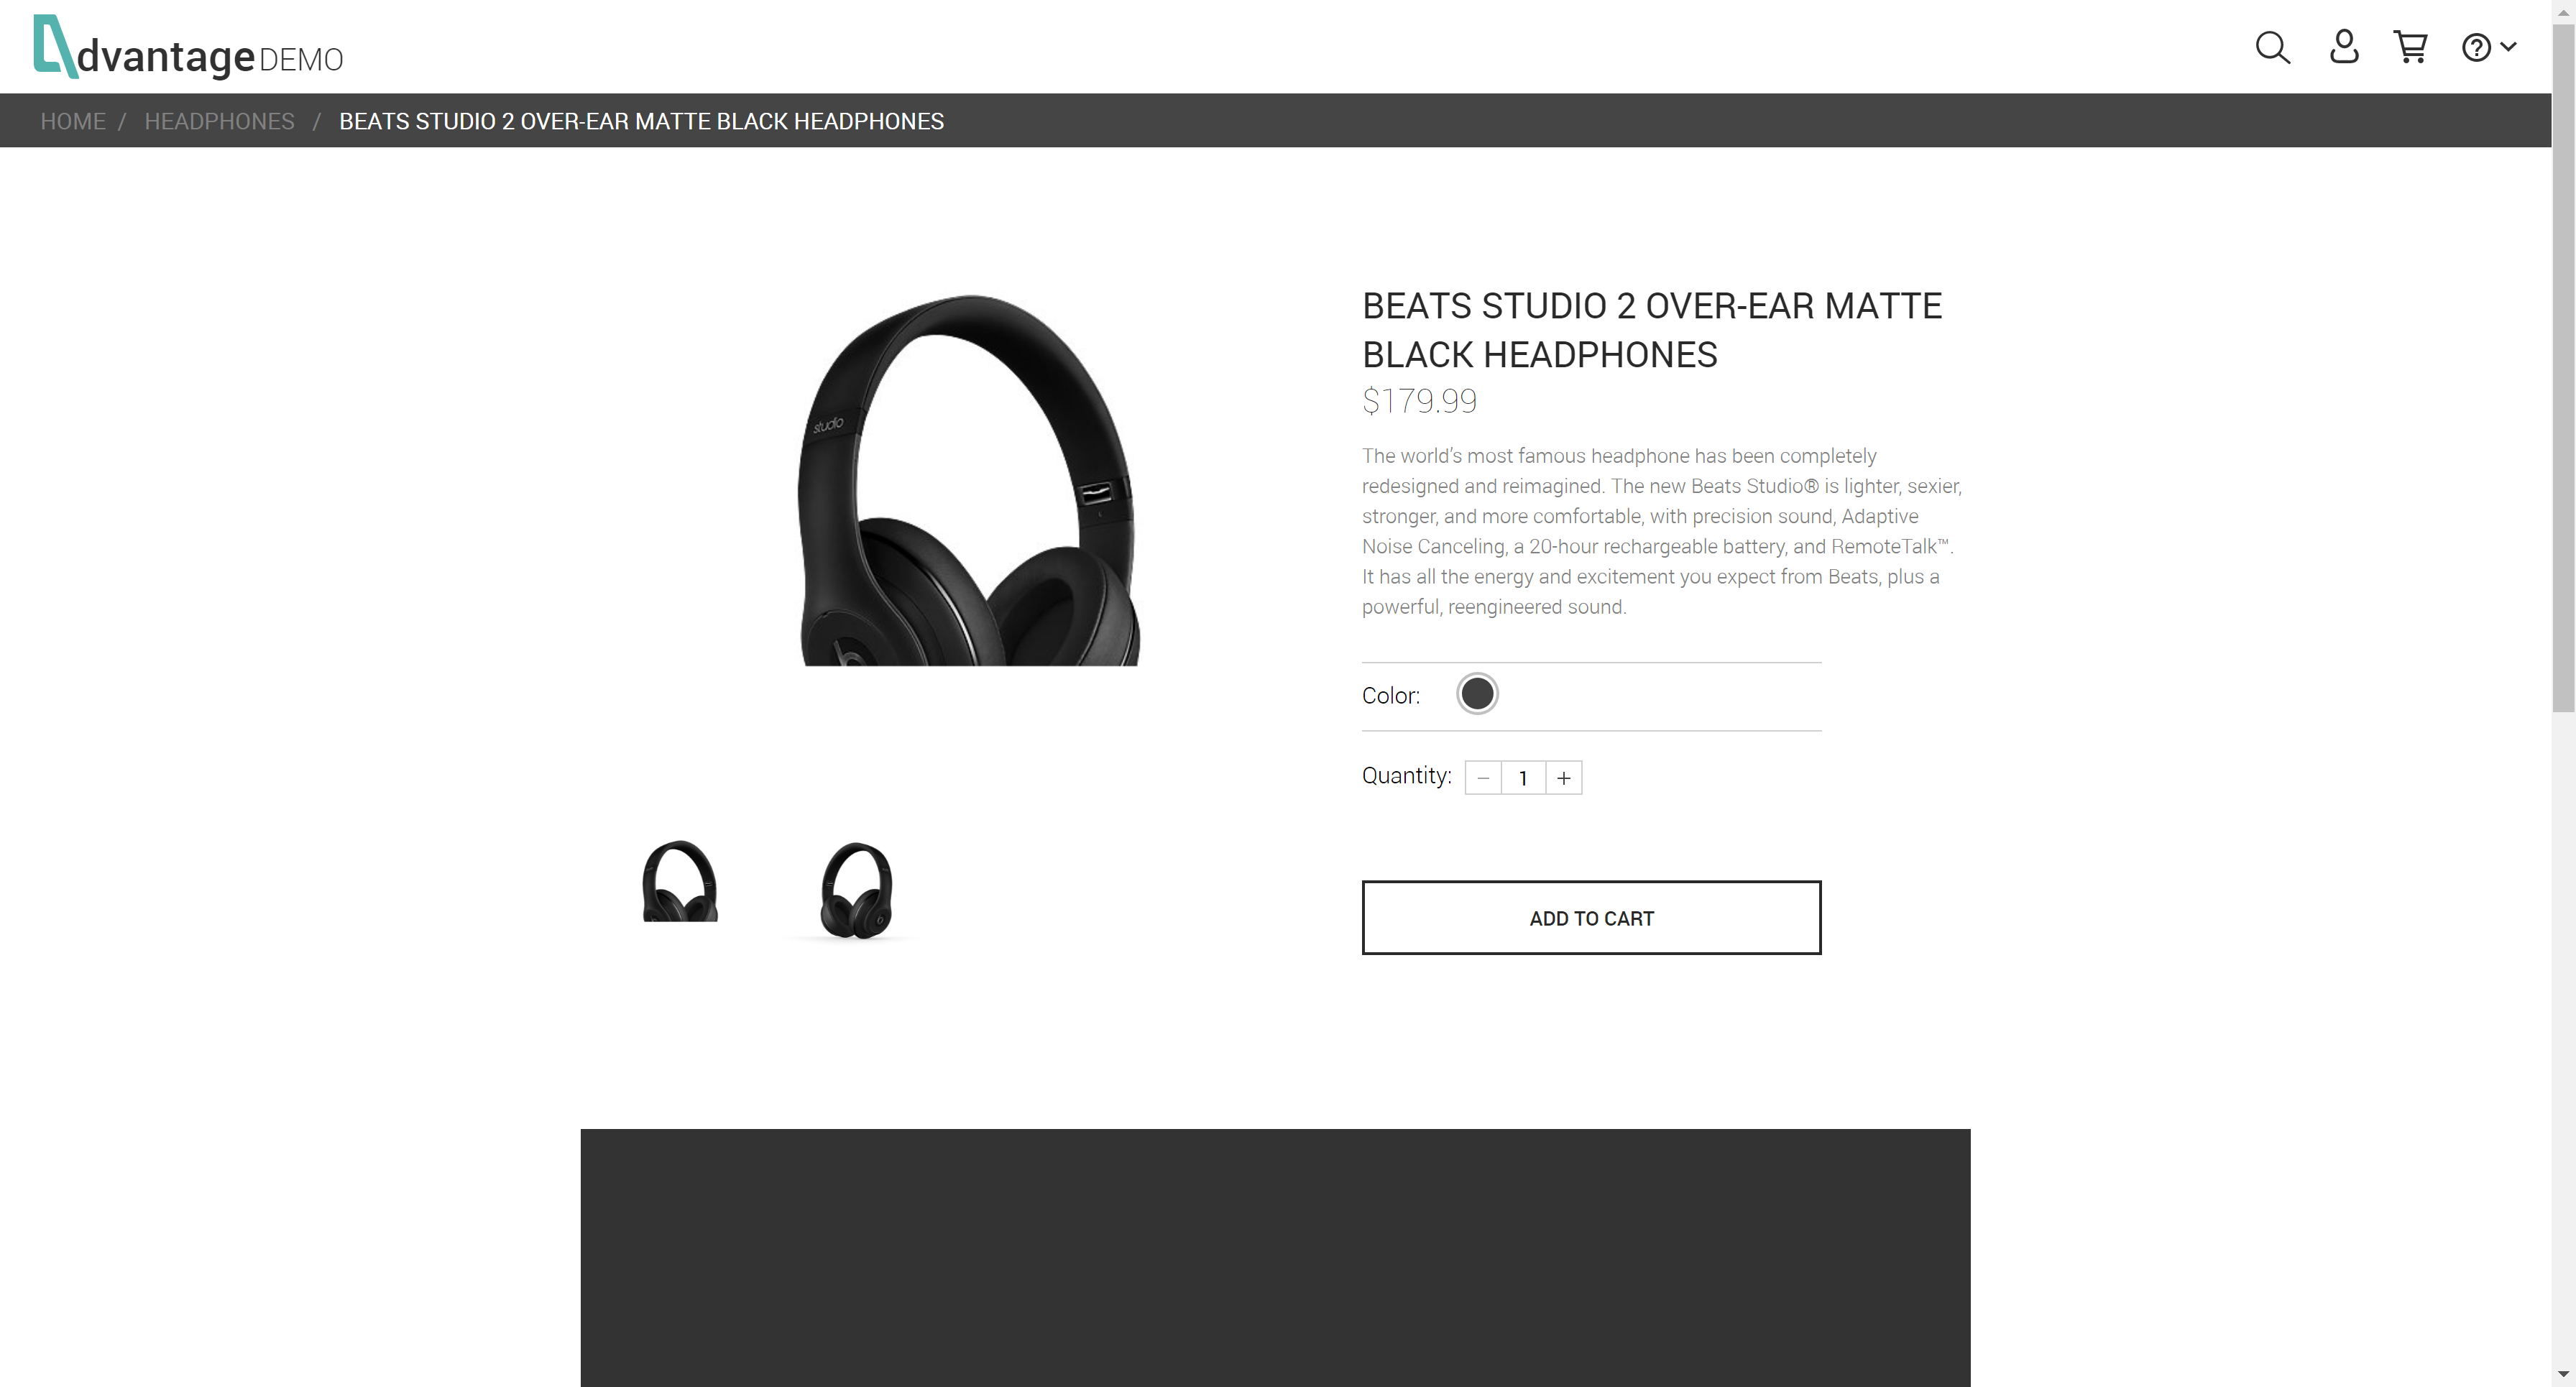 dvantage DEMO
HOME / HEADPHONES / BEATS STUDIO 2 OVER-EAR MATTE BLACK HEADPHONES
studio
BEATS STUDIO 2 OVER-EAR MATTE
BLACK HEADPHONES
$179.99
The world's most famous headphone has been completely
redesigned and reimagined. The new Beats Studio® is lighter, sexier,
stronger, and more comfortable, with precision sound, Adaptive
Noise Canceling, a 20-hour rechargeable battery, and RemoteTalk™.
It has all the energy and excitement you expect from Beats, plus a
powerful, reengineered sound.
Color:
Quantity: − 1 +
ADD TO CART